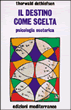 thorwald dethlefsen
IL DESTINO
COME SCELTA
psicologia esoterica
edizioni mediterranee